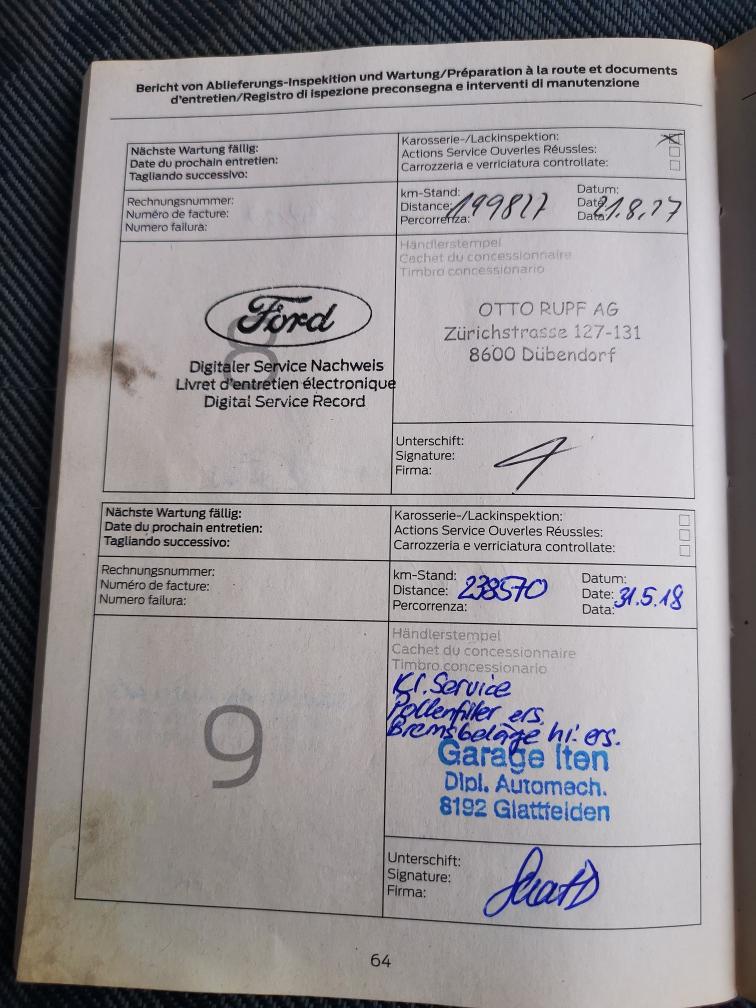 Bericht von Ablieferungs-Inspekition und Wartung/Préparation à la route et documents
d'entretien/Registro di ispezione preconsegna e interventi di manutenzione
Nächste Wartung fällig:
Date du prochain entretien:
Tagliando successivo:
Karosserie-/Lackinspektion:
Actions Service Ouverles Réussles:
Carrozzeria e verriciatura controllate:
Rechnungsnummer:
Numéro de facture:
Numero failura:
km-Stand:
Distance: 199817
Percorrenza:
Datum:
Date: 21.8.17
Data:
8
Ford
Digitaler Service Nachweis
Livret d'entretien électronique
Digital Service Record
Händlerstempel
Cachet du concessionnaire
Timbro concessionario
OTTO RUPF AG
Zürichstrasse 127-131
8600 Dübendorf
Unterschift:
Signature:
Firma:
Nächste Wartung fällig:
Date du prochain entretien:
Tagliando successivo:
Karosserie-/Lackinspektion:
Actions Service Ouverles Réussles:
Carrozzeria e verriciatura controllate:
Rechnungsnummer:
Numéro de facture:
Numero failura:
km-Stand:
Distance: 238570
Percorrenza:
Datum:
Date: 31.5.18
Data:
9
Händlerstempel
Cachet du concessionnaire
Timbro concessionario
Kl. Service
Pollenfilter ers.
Bremsbeläge hi. ers.
Garage Iten
Dipl. Automech.
8192 Glattfelden
Unterschift:
Signature:
Firma:
64